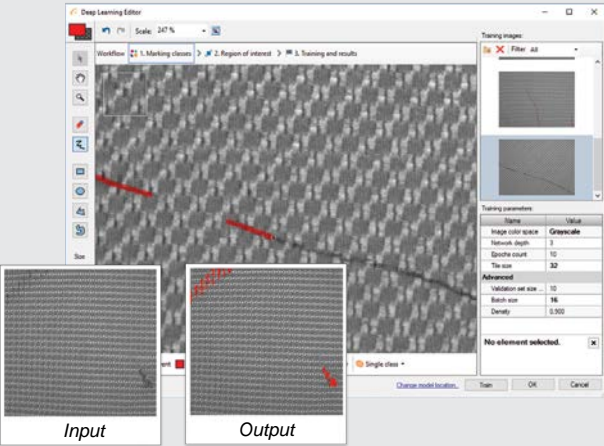 Deep Learning Editor
Scale: 247 %
Training images:
Workflow 1. Marking classes > 2. Region of interest > 3. Training and results
Filter: All
Training parameters:
Name Value
Image color space Grayscale
Network depth 3
Epochs count 10
Tile size 32
Advanced
Validation set size ... 10
Batch size 16
Density 0.900
Size
No element selected.
Single class
Change model location.. Train OK Cancel
Input Output